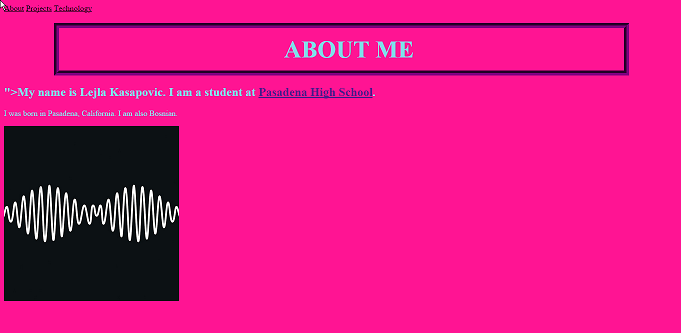 About Projects Technology
ABOUT ME
">My name is Lejla Kasapovic. I am a student at Pasadena High School.
I was born in Pasadena, California. I am also Bosnian.